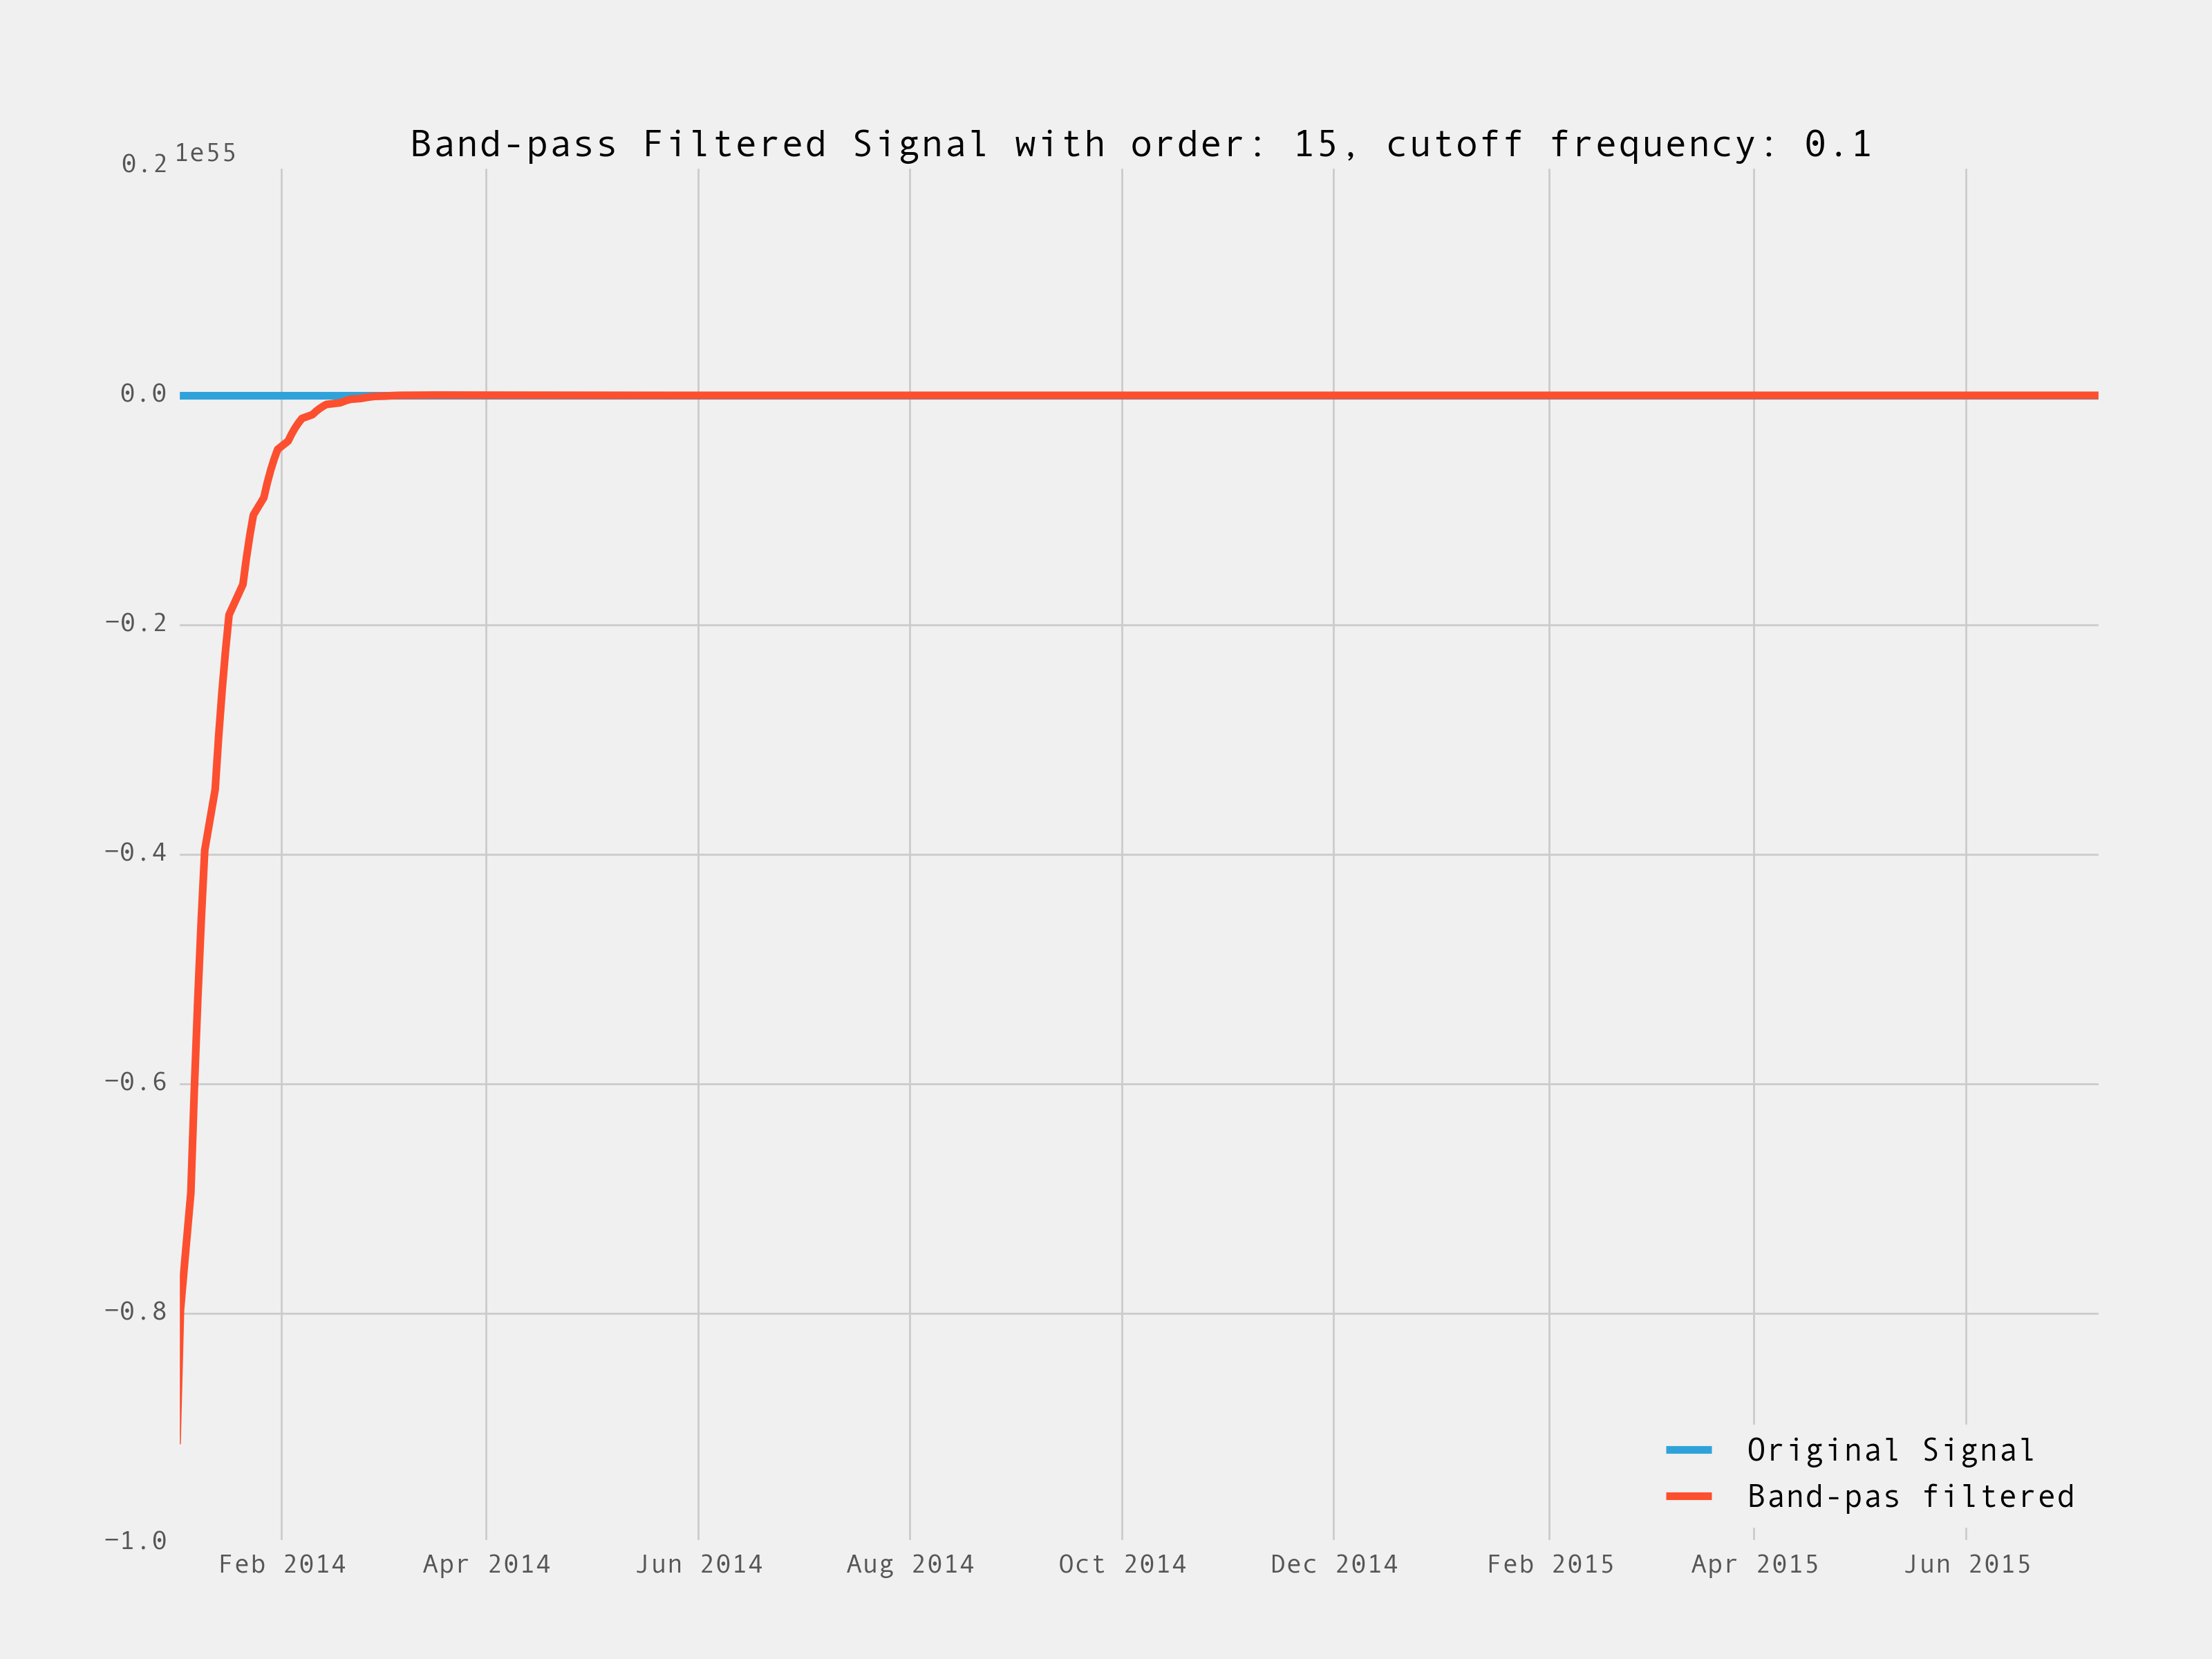 Band-pass Filtered Signal with order: 15, cutoff frequency: 0.1
1e55
0.2
0.0
−0.2
−0.4
−0.6
−0.8
−1.0
Feb 2014 Apr 2014 Jun 2014 Aug 2014 Oct 2014 Dec 2014 Feb 2015 Apr 2015 Jun 2015
Original Signal
Band-pas filtered